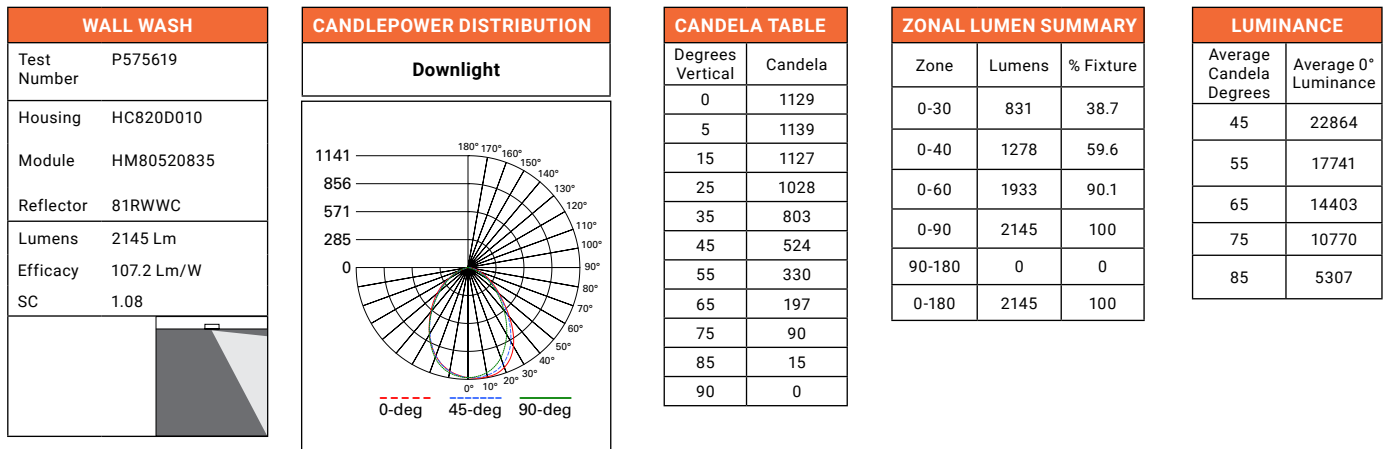 WALL WASH
Test Number P575619
Housing HC820D010
Module HM80520835
Reflector 81RWWC
Lumens 2145 Lm
Efficacy 107.2 Lm/W
SC 1.08
CANDLEPOWER DISTRIBUTION
Downlight
1141
856
571
285
0
180° 170° 160° 150° 140° 130° 120° 110° 100° 90° 80° 70° 60° 50° 40° 30° 20° 10° 0°
0-deg 45-deg 90-deg
CANDELA TABLE
Degrees Vertical Candela
0 1129
5 1139
15 1127
25 1028
35 803
45 524
55 330
65 197
75 90
85 15
90 0
ZONAL LUMEN SUMMARY
Zone Lumens % Fixture
0-30 831 38.7
0-40 1278 59.6
0-60 1933 90.1
0-90 2145 100
90-180 0 0
0-180 2145 100
LUMINANCE
Average Candela Degrees Average 0° Luminance
45 22864
55 17741
65 14403
75 10770
85 5307